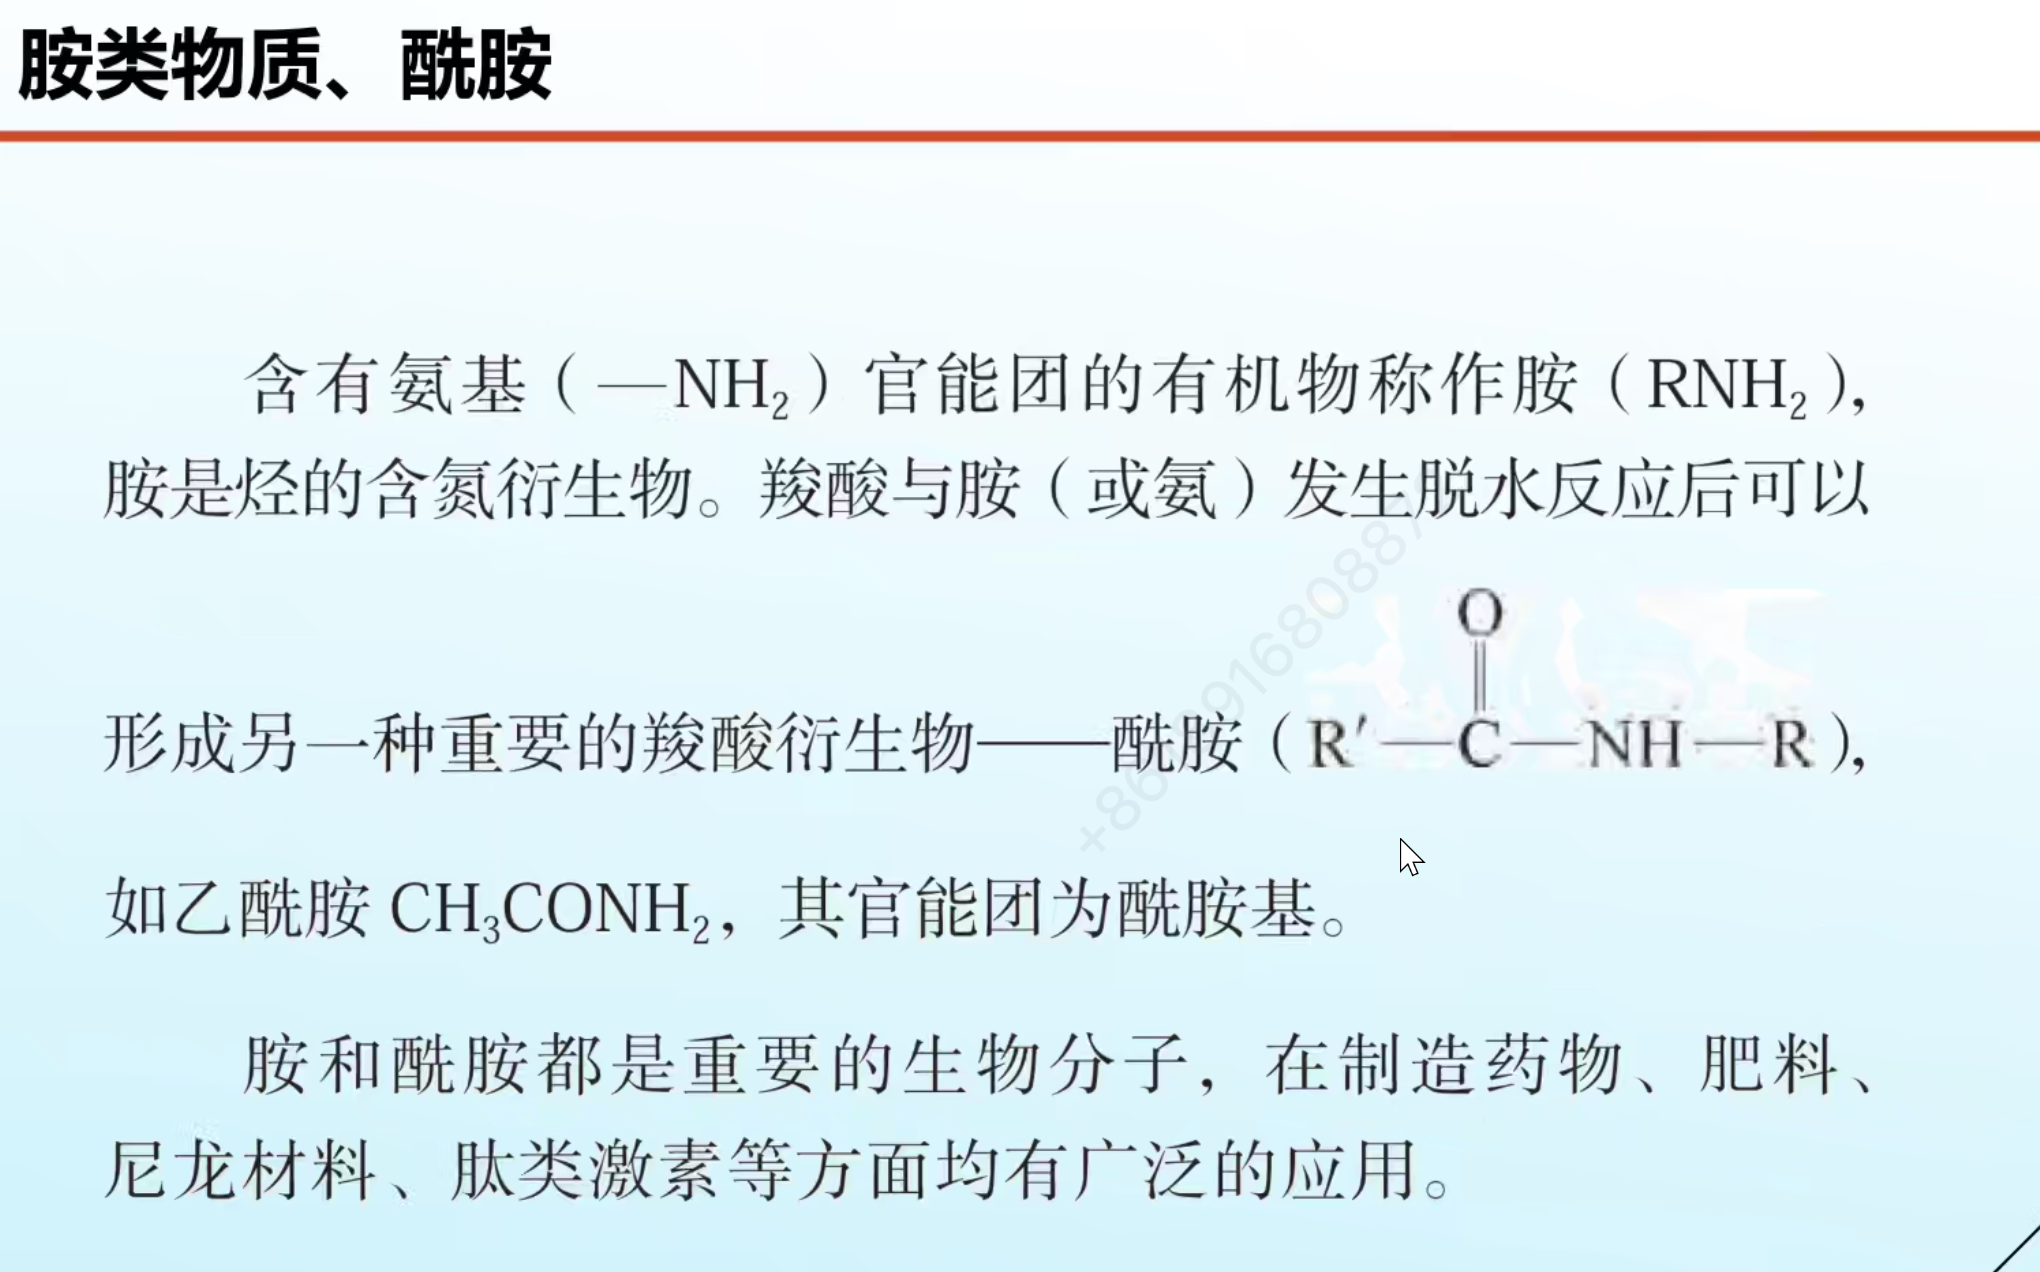 胺类物质、酰胺
含有氨基（—NH₂）官能团的有机物称作胺（RNH₂），
胺是烃的含氮衍生物。羧酸与胺（或氨）发生脱水反应后可以
O
形成另一种重要的羧酸衍生物——酰胺（R′—C—NH—R），
如乙酰胺 CH₃CONH₂，其官能团为酰胺基。
胺和酰胺都是重要的生物分子，在制造药物、肥料、
尼龙材料、肽类激素等方面均有广泛的应用。